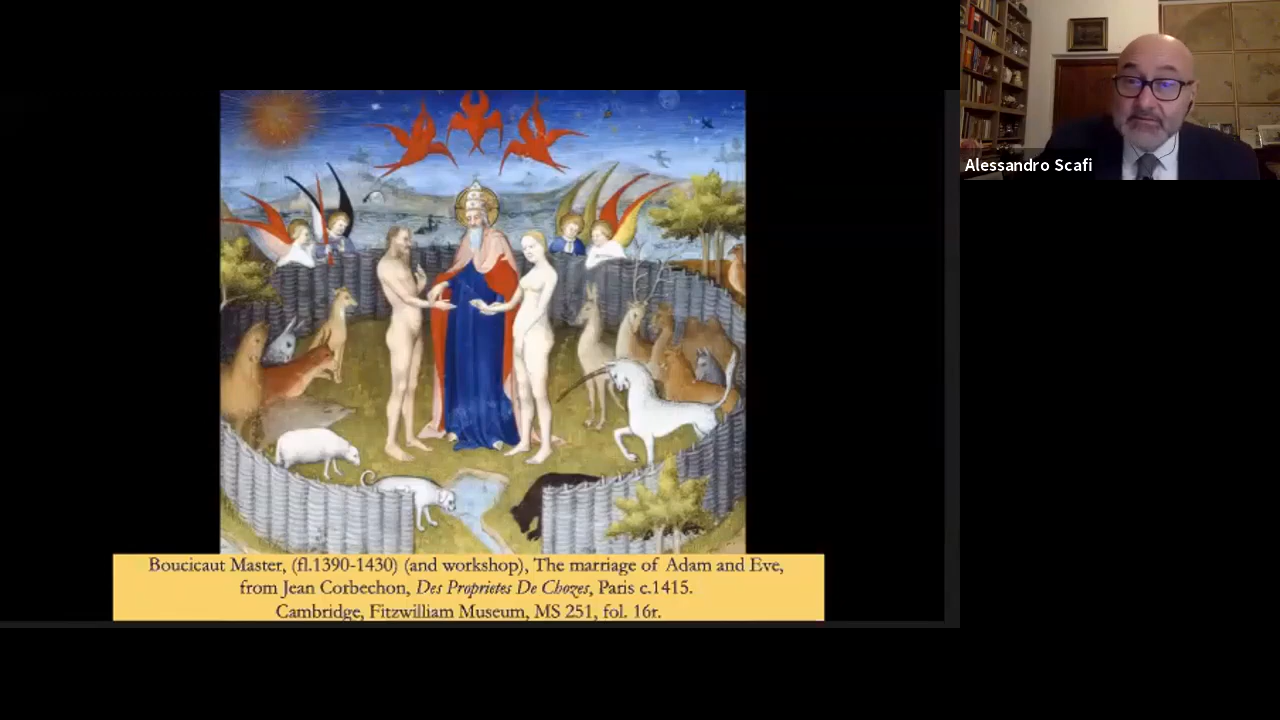 Alessandro Scafi
Boucicaut Master, (fl.1390-1430) (and workshop), The marriage of Adam and Eve,
from Jean Corbechon, Des Proprietes De Chozes, Paris c.1415.
Cambridge, Fitzwilliam Museum, MS 251, fol. 16r.